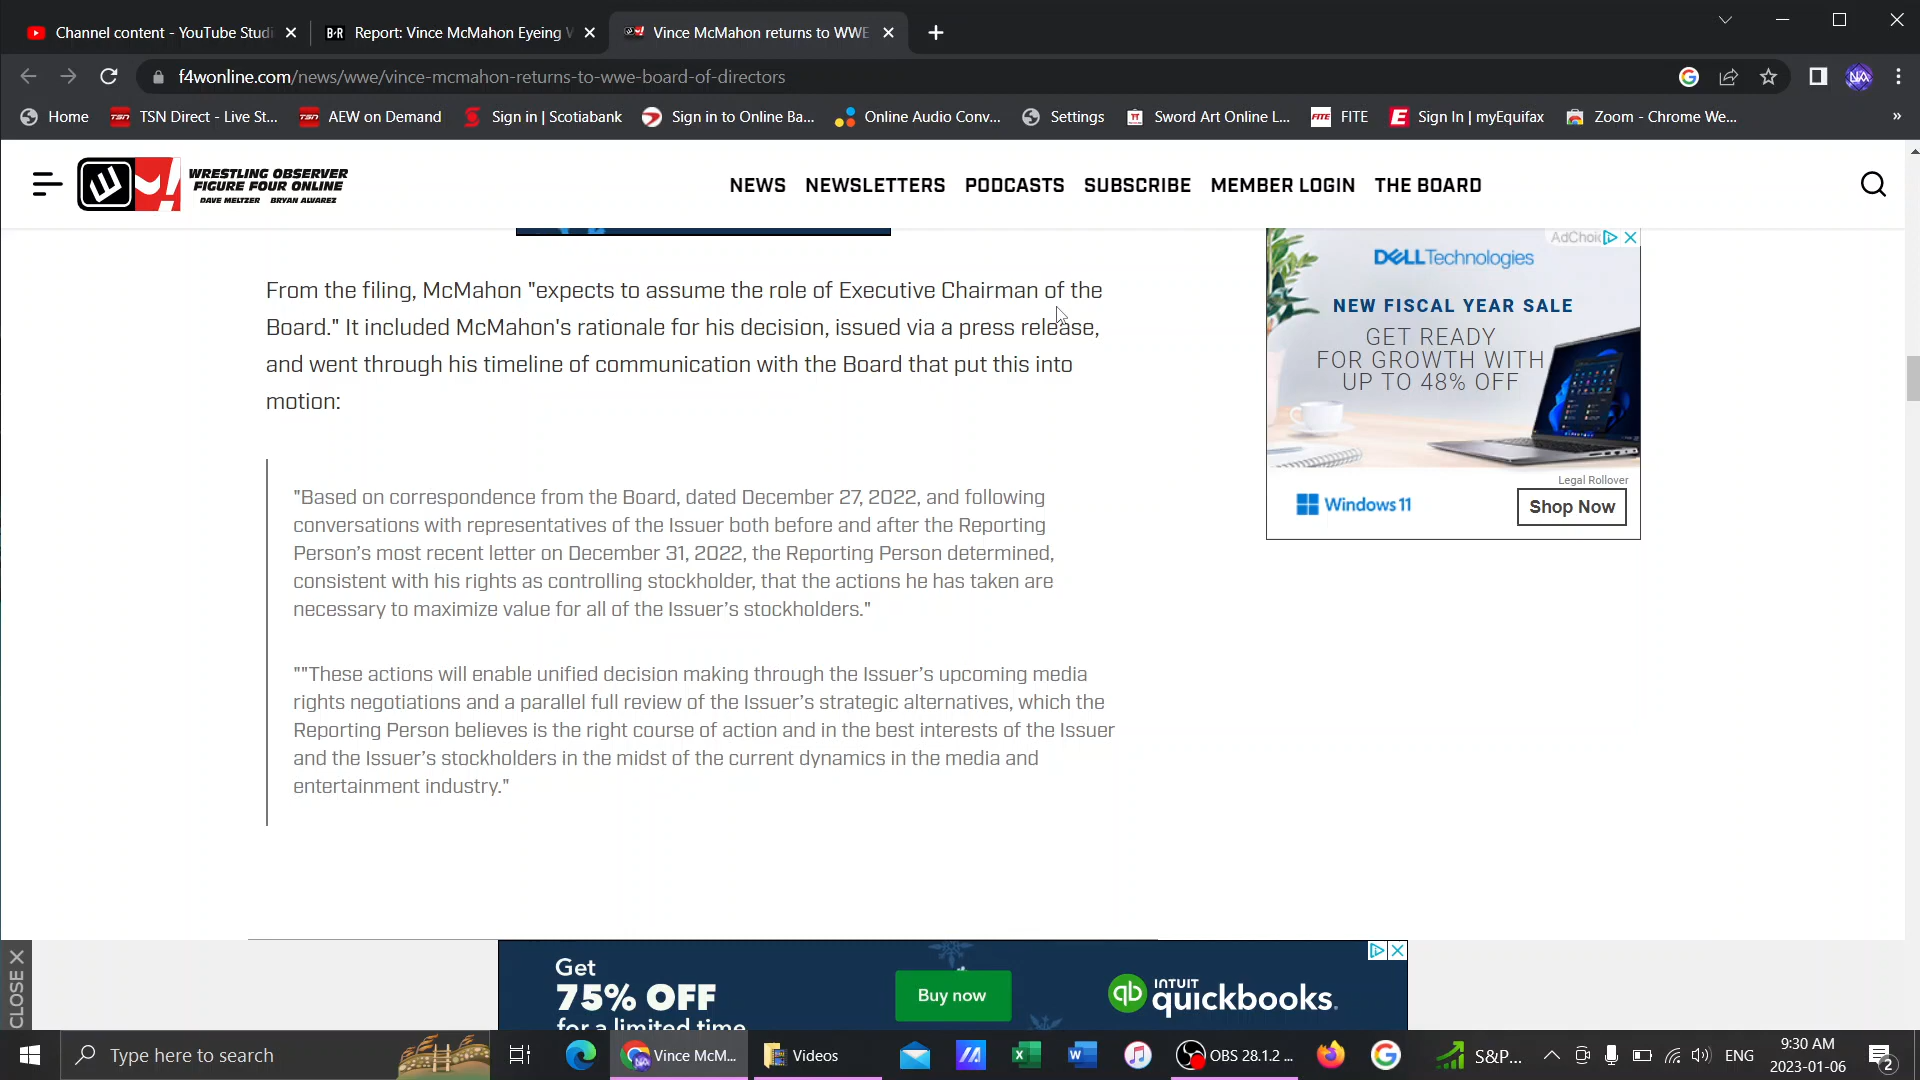 Channel content - YouTube Studi
Report: Vince McMahon Eyeing W
Vince McMahon returns to WWE
f4wonline.com/news/wwe/vince-mcmahon-returns-to-wwe-board-of-directors
Home
TSN Direct - Live St...
AEW on Demand
Sign in | Scotiabank
Sign in to Online Ba...
Online Audio Conv...
Settings
Sword Art Online L...
FITE
Sign In | myEquifax
Zoom - Chrome We...
»
WRESTLING OBSERVER
FIGURE FOUR ONLINE
DAVE MELTZER BRYAN ALVAREZ
NEWS NEWSLETTERS PODCASTS SUBSCRIBE MEMBER LOGIN THE BOARD
From the filing, McMahon "expects to assume the role of Executive Chairman of the
Board." It included McMahon's rationale for his decision, issued via a press release,
and went through his timeline of communication with the Board that put this into
motion:
"Based on correspondence from the Board, dated December 27, 2022, and following
conversations with representatives of the Issuer both before and after the Reporting
Person’s most recent letter on December 31, 2022, the Reporting Person determined,
consistent with his rights as controlling stockholder, that the actions he has taken are
necessary to maximize value for all of the Issuer’s stockholders."
""These actions will enable unified decision making through the Issuer’s upcoming media
rights negotiations and a parallel full review of the Issuer’s strategic alternatives, which the
Reporting Person believes is the right course of action and in the best interests of the Issuer
and the Issuer’s stockholders in the midst of the current dynamics in the media and
entertainment industry."
AdChoic
DELLTechnologies
NEW FISCAL YEAR SALE
GET READY
FOR GROWTH WITH
UP TO 48% OFF
Legal Rollover
Windows 11
Shop Now
CLOSE X
Get
75% OFF
for a limited time
Buy now
INTUIT
quickbooks.
Type here to search
Vince McM...
Videos
OBS 28.1.2 ...
S&P...
ENG
9:30 AM
2023-01-06
2